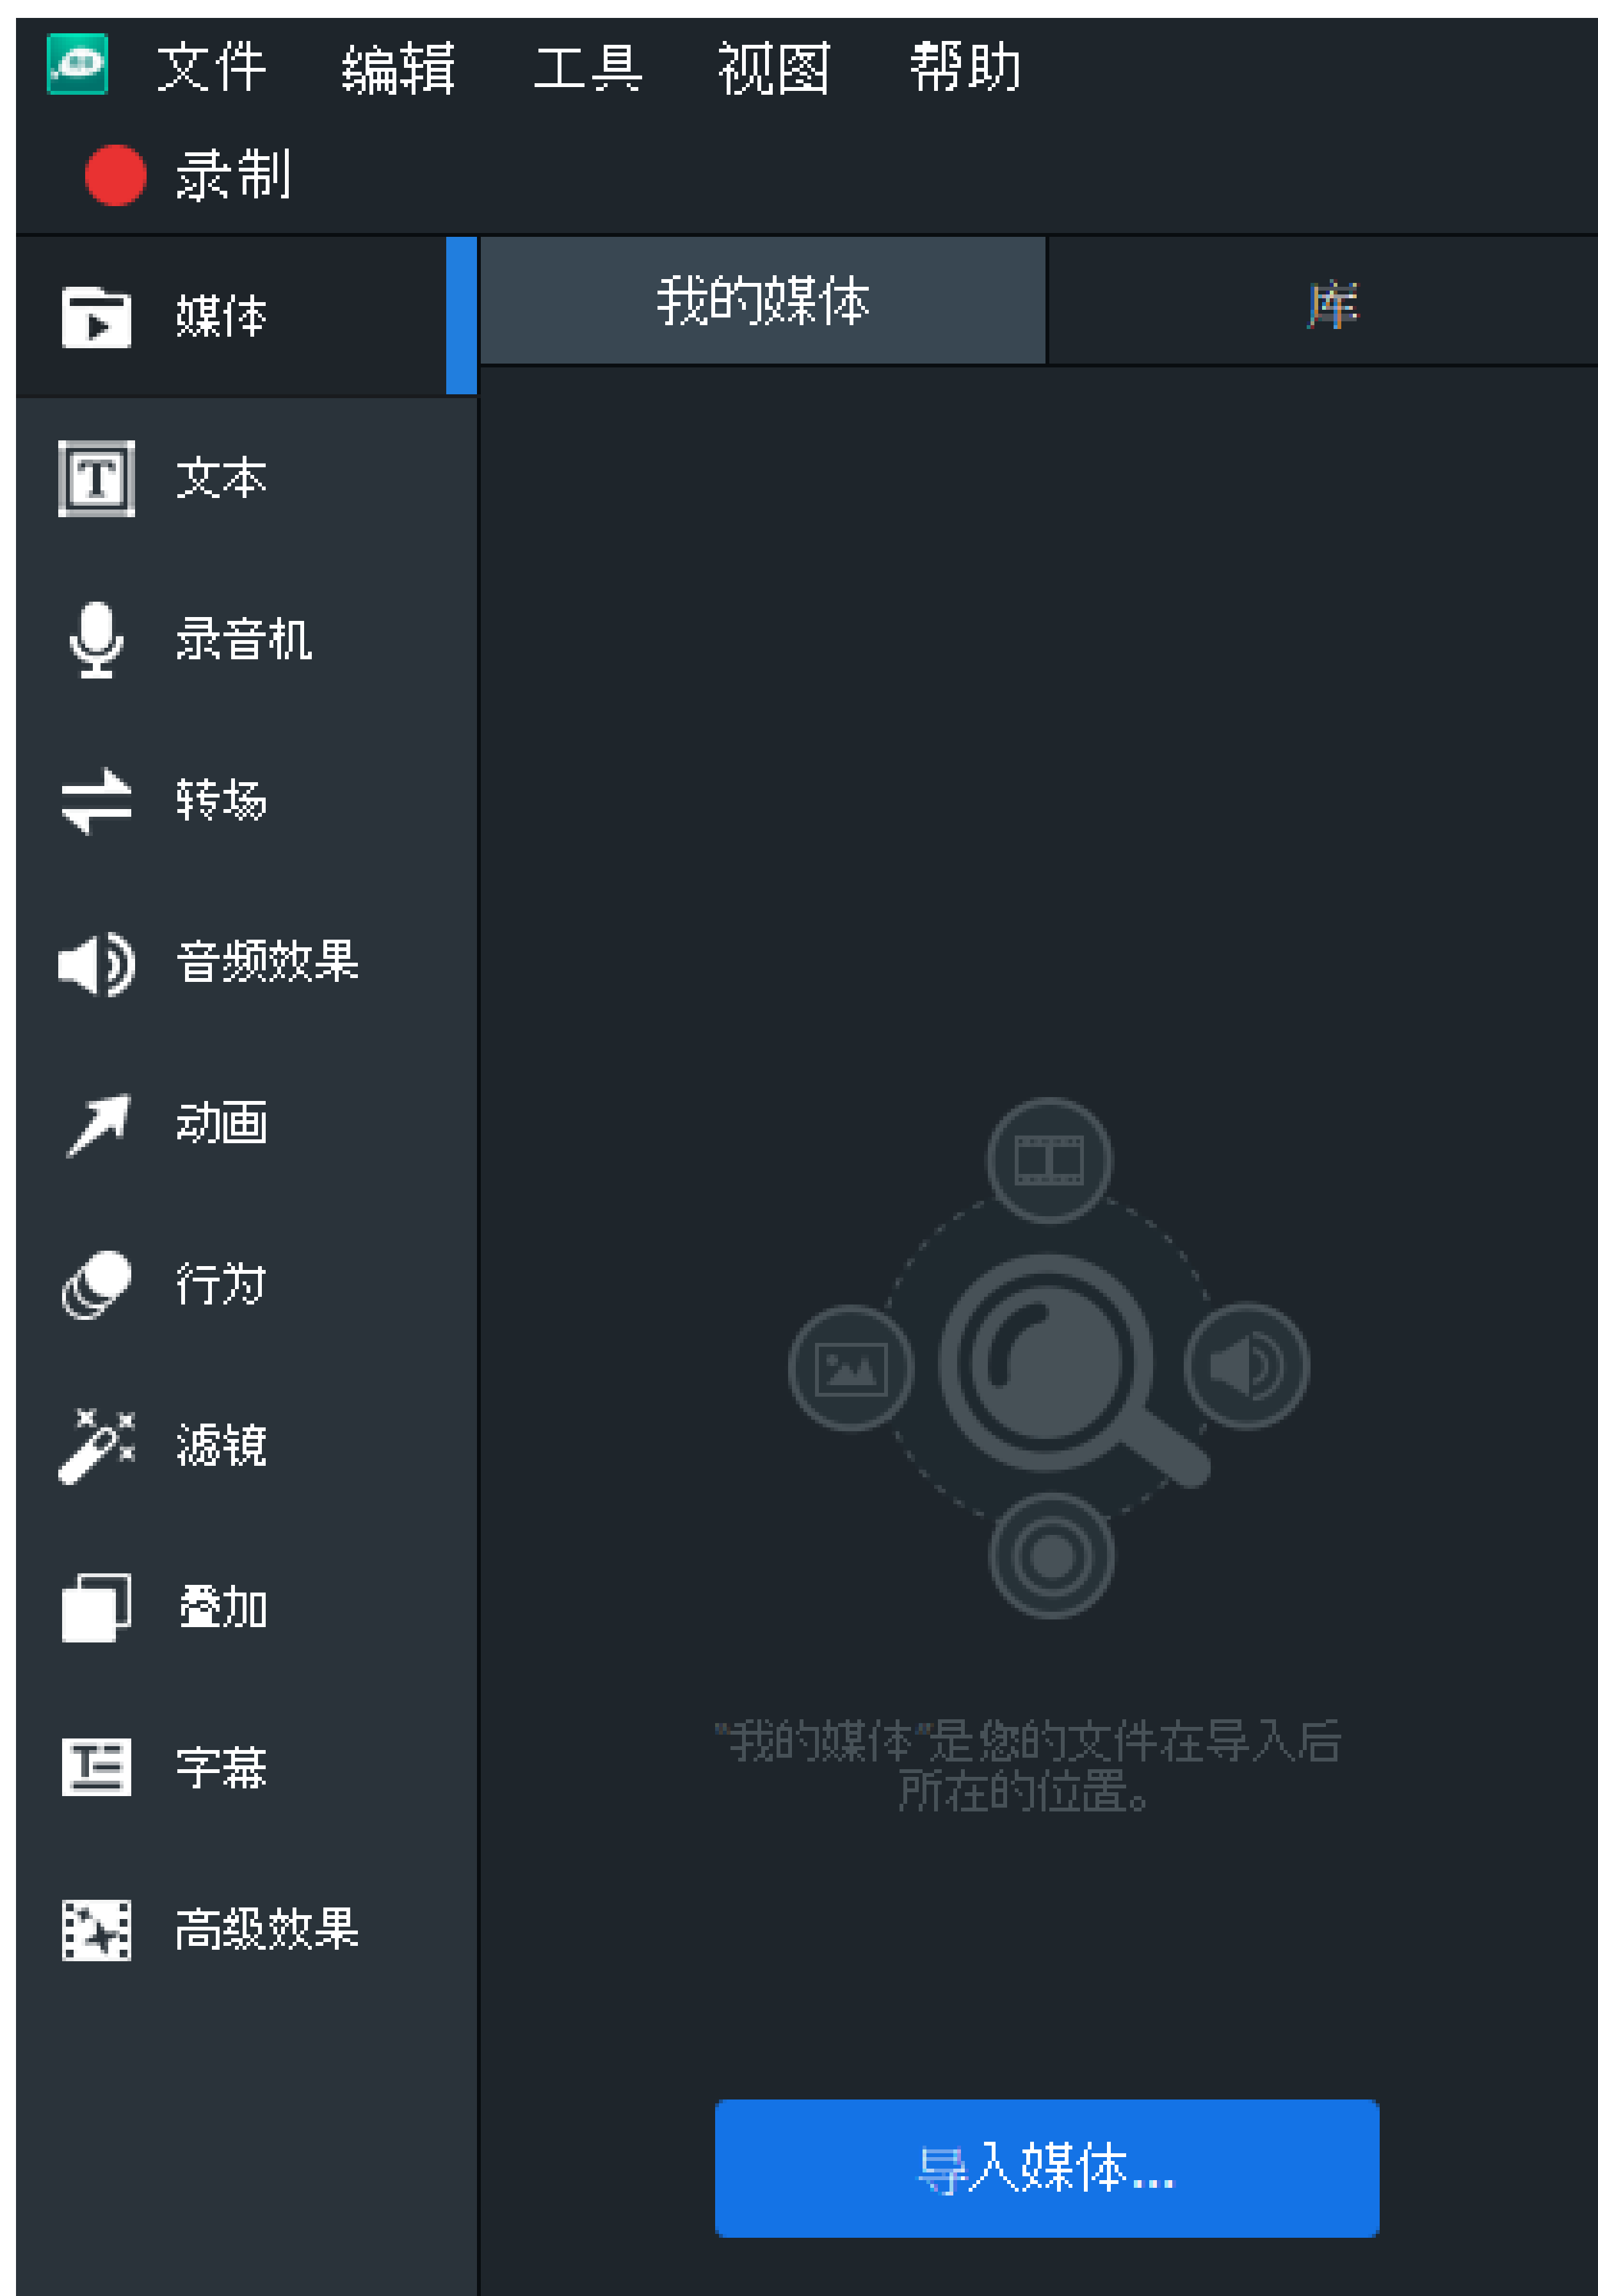 文件 编辑 工具 视图 帮助
录制
媒体
我的媒体
库
文本
录音机
转场
音频效果
动画
行为
滤镜
叠加
字幕
高级效果
"我的媒体"是您的文件在导入后
所在的位置。
导入媒体...